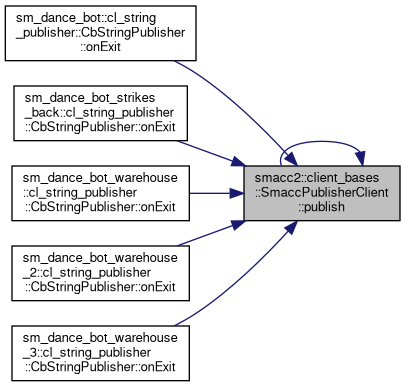 sm_dance_bot::cl_string
_publisher::CbStringPublisher
::onExit
sm_dance_bot_strikes
_back::cl_string_publisher
::CbStringPublisher::onExit
sm_dance_bot_warehouse
::cl_string_publisher
::CbStringPublisher::onExit
smacc2::client_bases
::SmaccPublisherClient
::publish
sm_dance_bot_warehouse
_2::cl_string_publisher
::CbStringPublisher::onExit
sm_dance_bot_warehouse
_3::cl_string_publisher
::CbStringPublisher::onExit